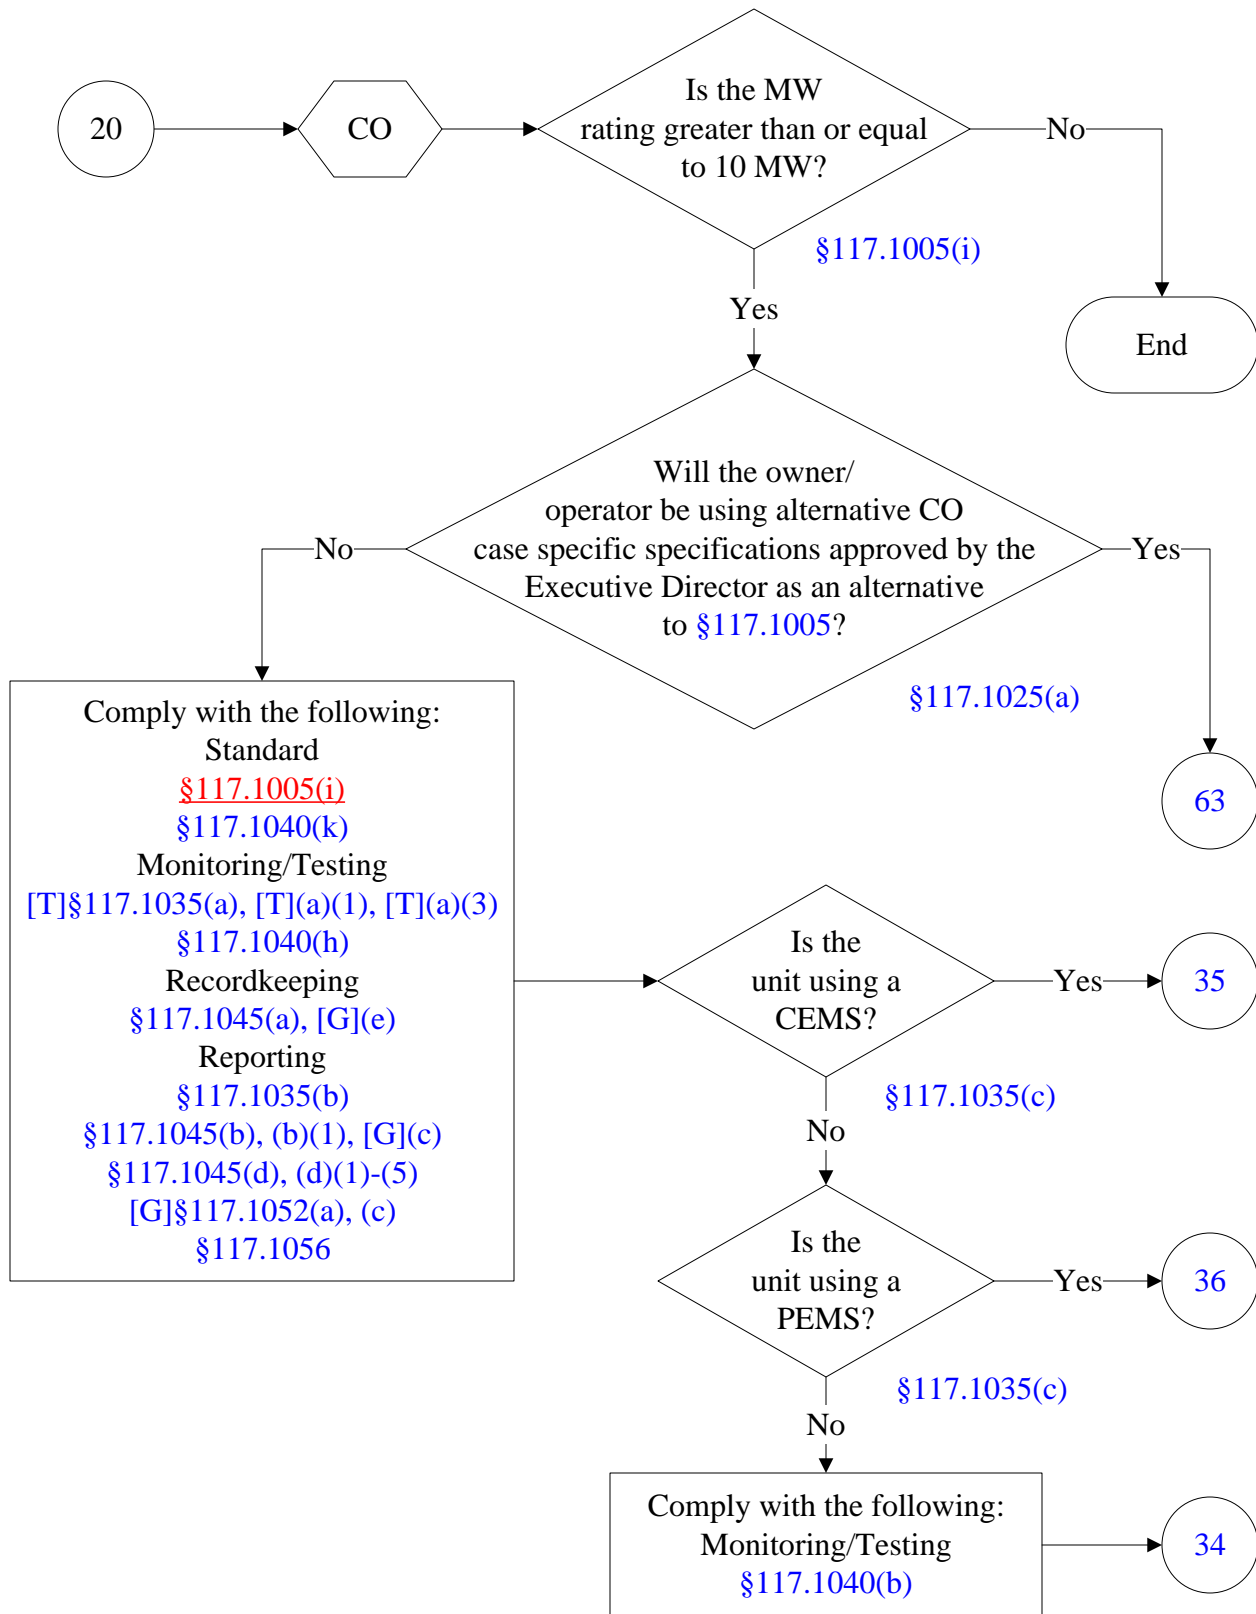 20
CO
Is the MW
rating greater than or equal
to 10 MW?
No
§117.1005(i)
Yes
End
Will the owner/
operator be using alternative CO
case specific specifications approved by the
Executive Director as an alternative
to §117.1005?
No
Yes
§117.1025(a)
63
Comply with the following:
Standard
§117.1005(i)
§117.1040(k)
Monitoring/Testing
[T]§117.1035(a), [T](a)(1), [T](a)(3)
§117.1040(h)
Recordkeeping
§117.1045(a), [G](e)
Reporting
§117.1035(b)
§117.1045(b), (b)(1), [G](c)
§117.1045(d), (d)(1)-(5)
[G]§117.1052(a), (c)
§117.1056
Is the
unit using a
CEMS?
Yes
35
§117.1035(c)
No
Is the
unit using a
PEMS?
Yes
36
§117.1035(c)
No
Comply with the following:
Monitoring/Testing
§117.1040(b)
34